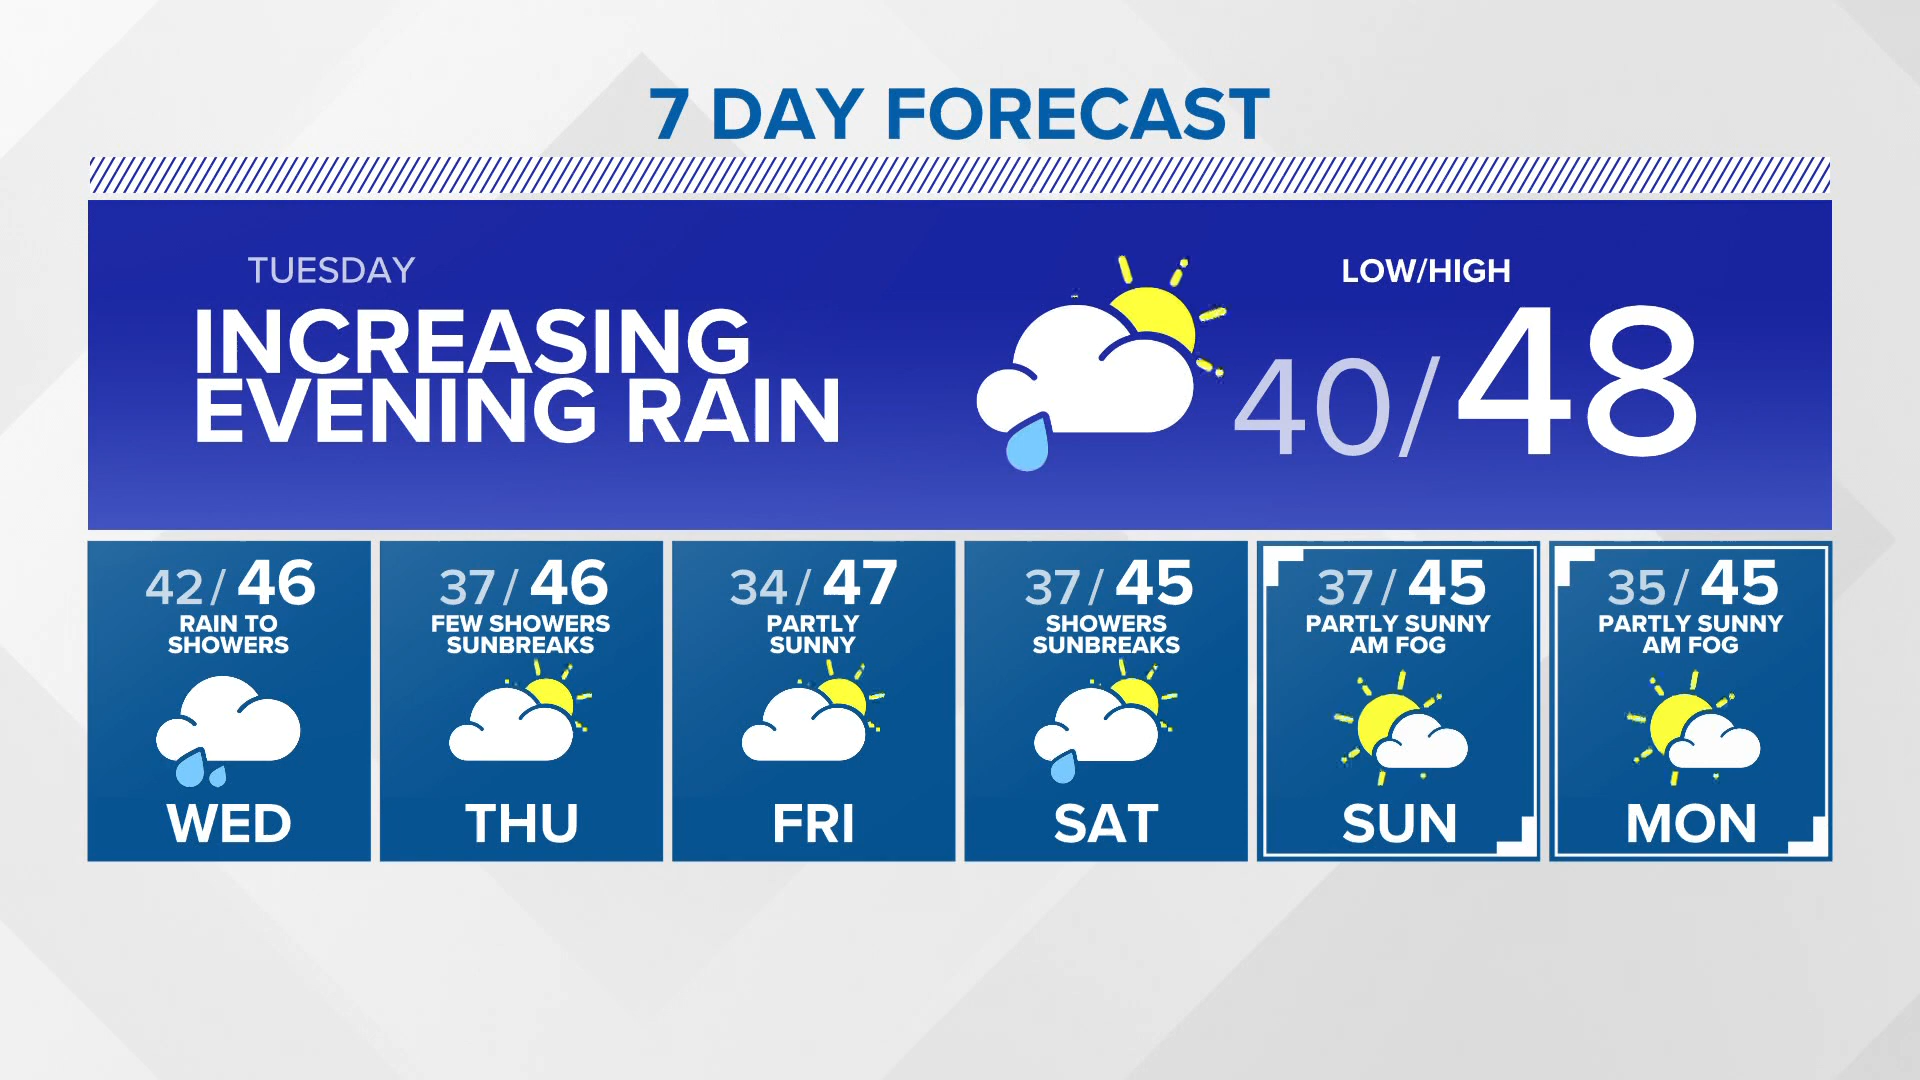 7 DAY FORECAST
TUESDAY
INCREASING
EVENING RAIN
LOW/HIGH
40/48
42/46
RAIN TO
SHOWERS
WED
37/46
FEW SHOWERS
SUNBREAKS
THU
34/47
PARTLY
SUNNY
FRI
37/45
SHOWERS
SUNBREAKS
SAT
37/45
PARTLY SUNNY
AM FOG
SUN
35/45
PARTLY SUNNY
AM FOG
MON